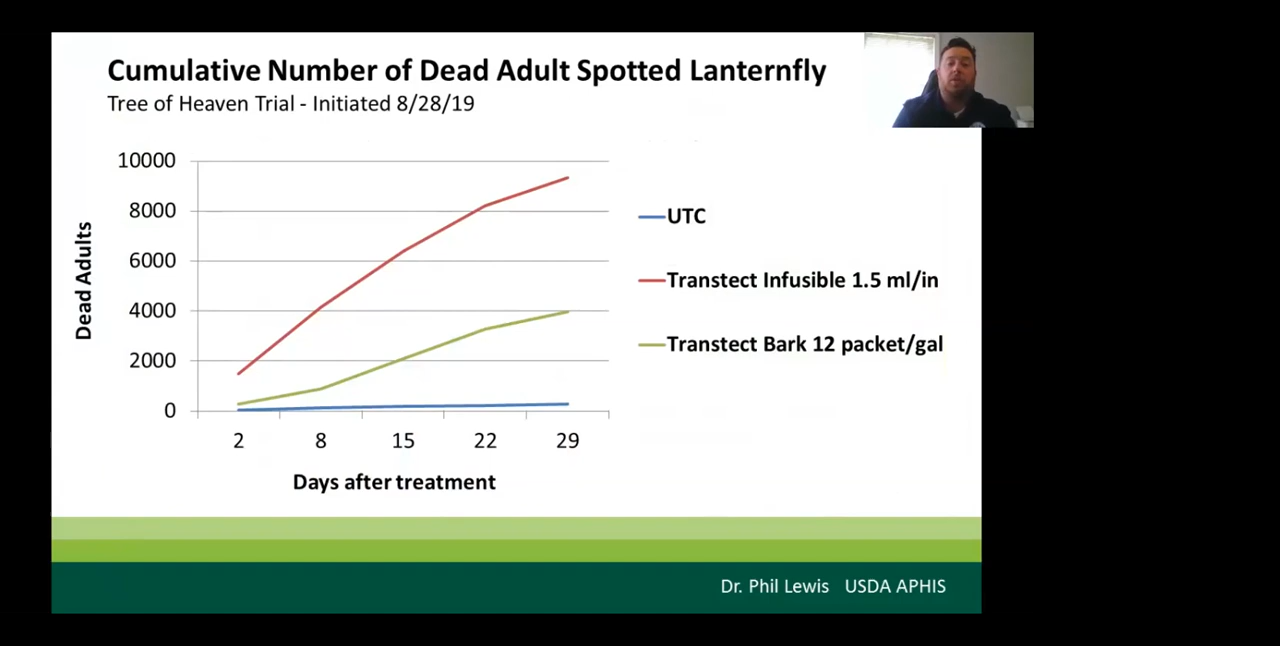 Cumulative Number of Dead Adult Spotted Lanternfly
Tree of Heaven Trial - Initiated 8/28/19
10000
8000
6000
4000
2000
0
Dead Adults
2 8 15 22 29
Days after treatment
UTC
Transtect Infusible 1.5 ml/in
Transtect Bark 12 packet/gal
Dr. Phil Lewis USDA APHIS